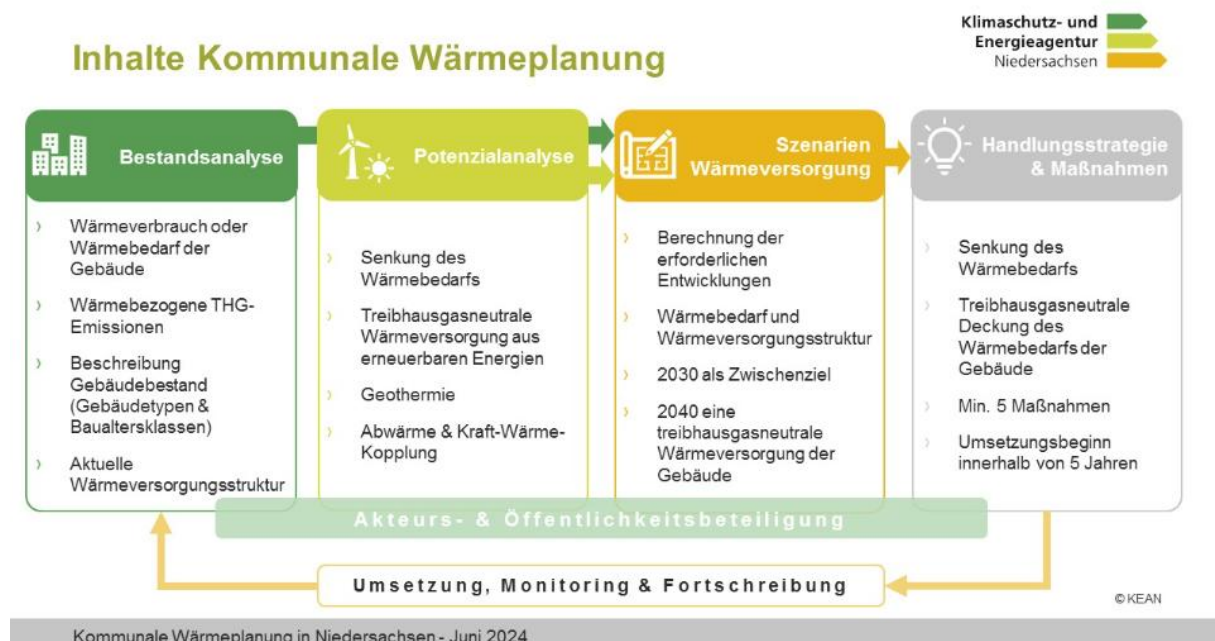 Inhalte Kommunale Wärmeplanung
Klimaschutz- und
Energieagentur
Niedersachsen
Bestandsanalyse
› Wärmeverbrauch oder
Wärmebedarf der
Gebäude
› Wärmebezogene THG-
Emissionen
› Beschreibung
Gebäudebestand
(Gebäudetypen &
Baualtersklassen)
› Aktuelle
Wärmeversorgungsstruktur
Potenzialanalyse
› Senkung des
Wärmebedarfs
› Treibhausgasneutrale
Wärmeversorgung aus
erneuerbaren Energien
› Geothermie
› Abwärme & Kraft-Wärme-
Kopplung
Szenarien
Wärmeversorgung
› Berechnung der
erforderlichen
Entwicklungen
› Wärmebedarf und
Wärmeversorgungsstruktur
› 2030 als Zwischenziel
› 2040 eine
treibhausgasneutrale
Wärmeversorgung der
Gebäude
Handlungsstrategie
& Maßnahmen
› Senkung des
Wärmebedarfs
› Treibhausgasneutrale
Deckung des
Wärmebedarfs der
Gebäude
› Min. 5 Maßnahmen
› Umsetzungsbeginn
innerhalb von 5 Jahren
Akteurs- & Öffentlichkeitsbeteiligung
Umsetzung, Monitoring & Fortschreibung
© KEAN
Kommunale Wärmeplanung in Niedersachsen - Juni 2024